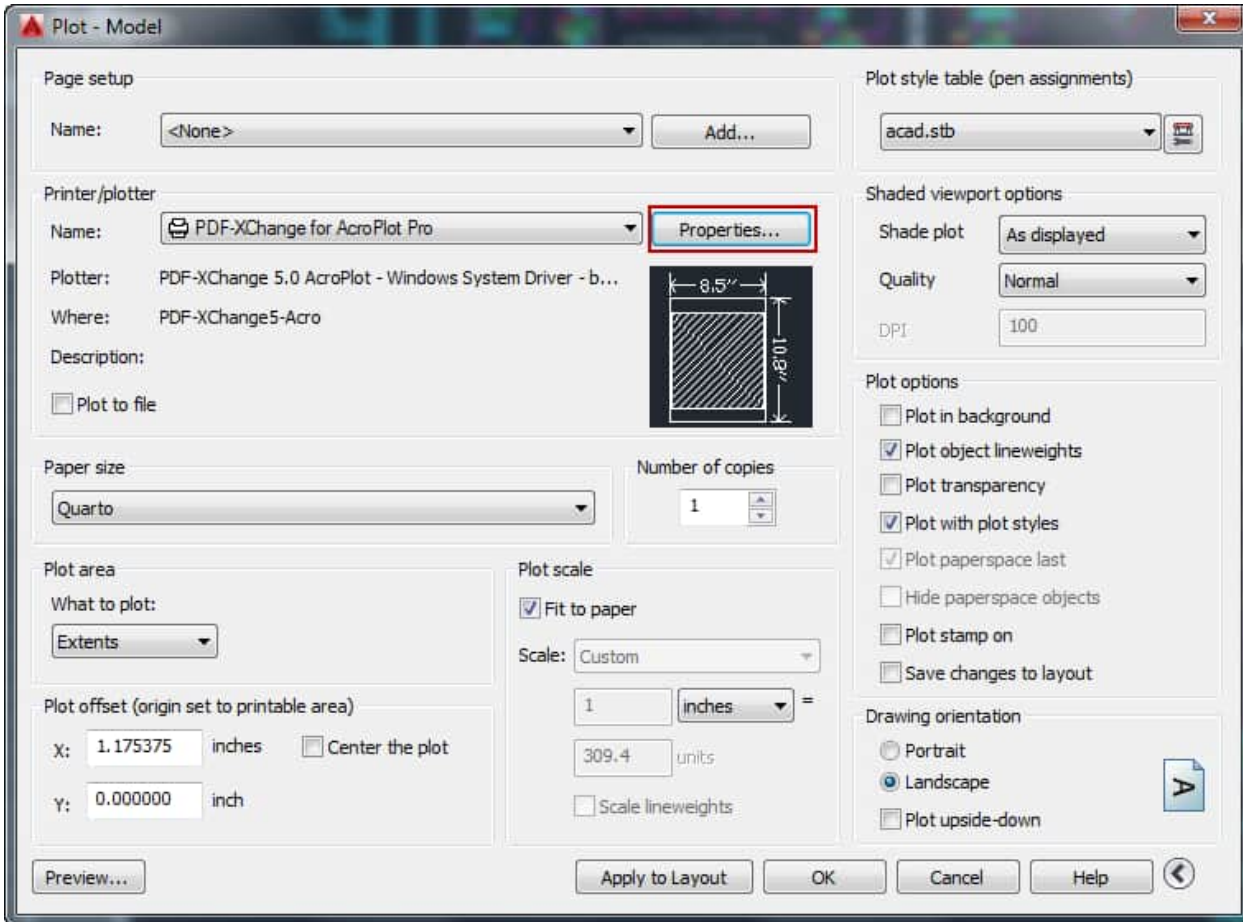 Plot - Model
Page setup
Name:
<None>
Add...
Plot style table (pen assignments)
acad.stb
Printer/plotter
Name:
PDF-XChange for AcroPlot Pro
Properties...
Plotter:
PDF-XChange 5.0 AcroPlot - Windows System Driver - b...
Where:
PDF-XChange5-Acro
Description:
Plot to file
8.5″
10.8″
Shaded viewport options
Shade plot
As displayed
Quality
Normal
DPI
100
Paper size
Quarto
Number of copies
1
Plot options
Plot in background
Plot object lineweights
Plot transparency
Plot with plot styles
Plot paperspace last
Hide paperspace objects
Plot stamp on
Save changes to layout
Plot area
What to plot:
Extents
Plot scale
Fit to paper
Scale:
Custom
1
inches
=
309.4
units
Scale lineweights
Plot offset (origin set to printable area)
X:
1.175375
inches
Center the plot
Y:
0.000000
inch
Drawing orientation
Portrait
Landscape
Plot upside-down
A
Preview...
Apply to Layout
OK
Cancel
Help